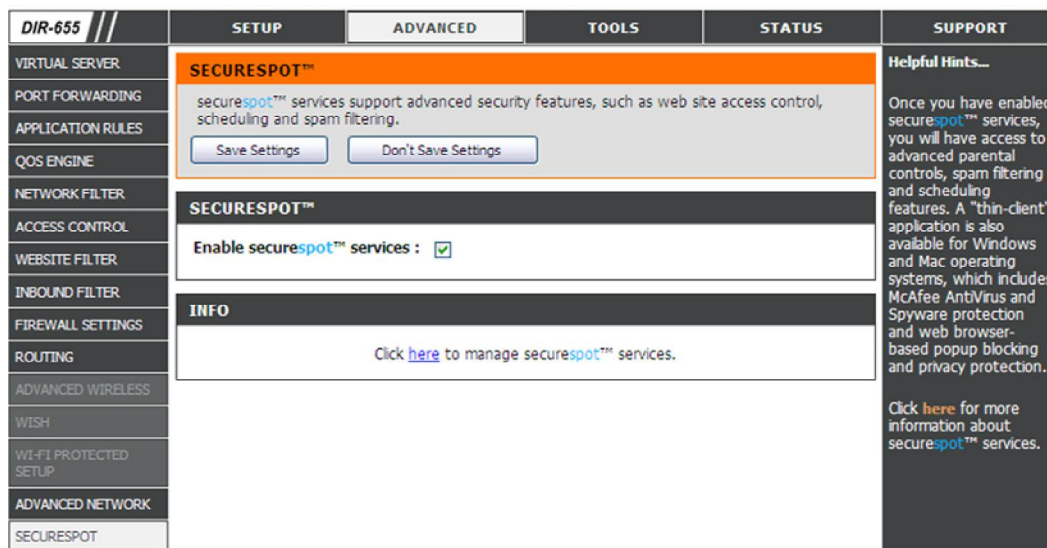 DIR-655
SETUP
ADVANCED
TOOLS
STATUS
SUPPORT
VIRTUAL SERVER
PORT FORWARDING
APPLICATION RULES
QOS ENGINE
NETWORK FILTER
ACCESS CONTROL
WEBSITE FILTER
INBOUND FILTER
FIREWALL SETTINGS
ROUTING
ADVANCED WIRELESS
WISH
WI-FI PROTECTED
SETUP
ADVANCED NETWORK
SECURESPOT
SECURESPOT™
securespot™ services support advanced security features, such as web site access control,
scheduling and spam filtering.
Save Settings
Don't Save Settings
SECURESPOT™
Enable securespot™ services :
INFO
Click here to manage securespot™ services.
Helpful Hints...
Once you have enabled
securespot™ services,
you will have access to
advanced parental
controls, spam filtering
and scheduling
features. A "thin-client"
application is also
available for Windows
and Mac operating
systems, which includes
McAfee AntiVirus and
Spyware protection
and web browser-
based popup blocking
and privacy protection.
Click here for more
information about
securespot™ services.